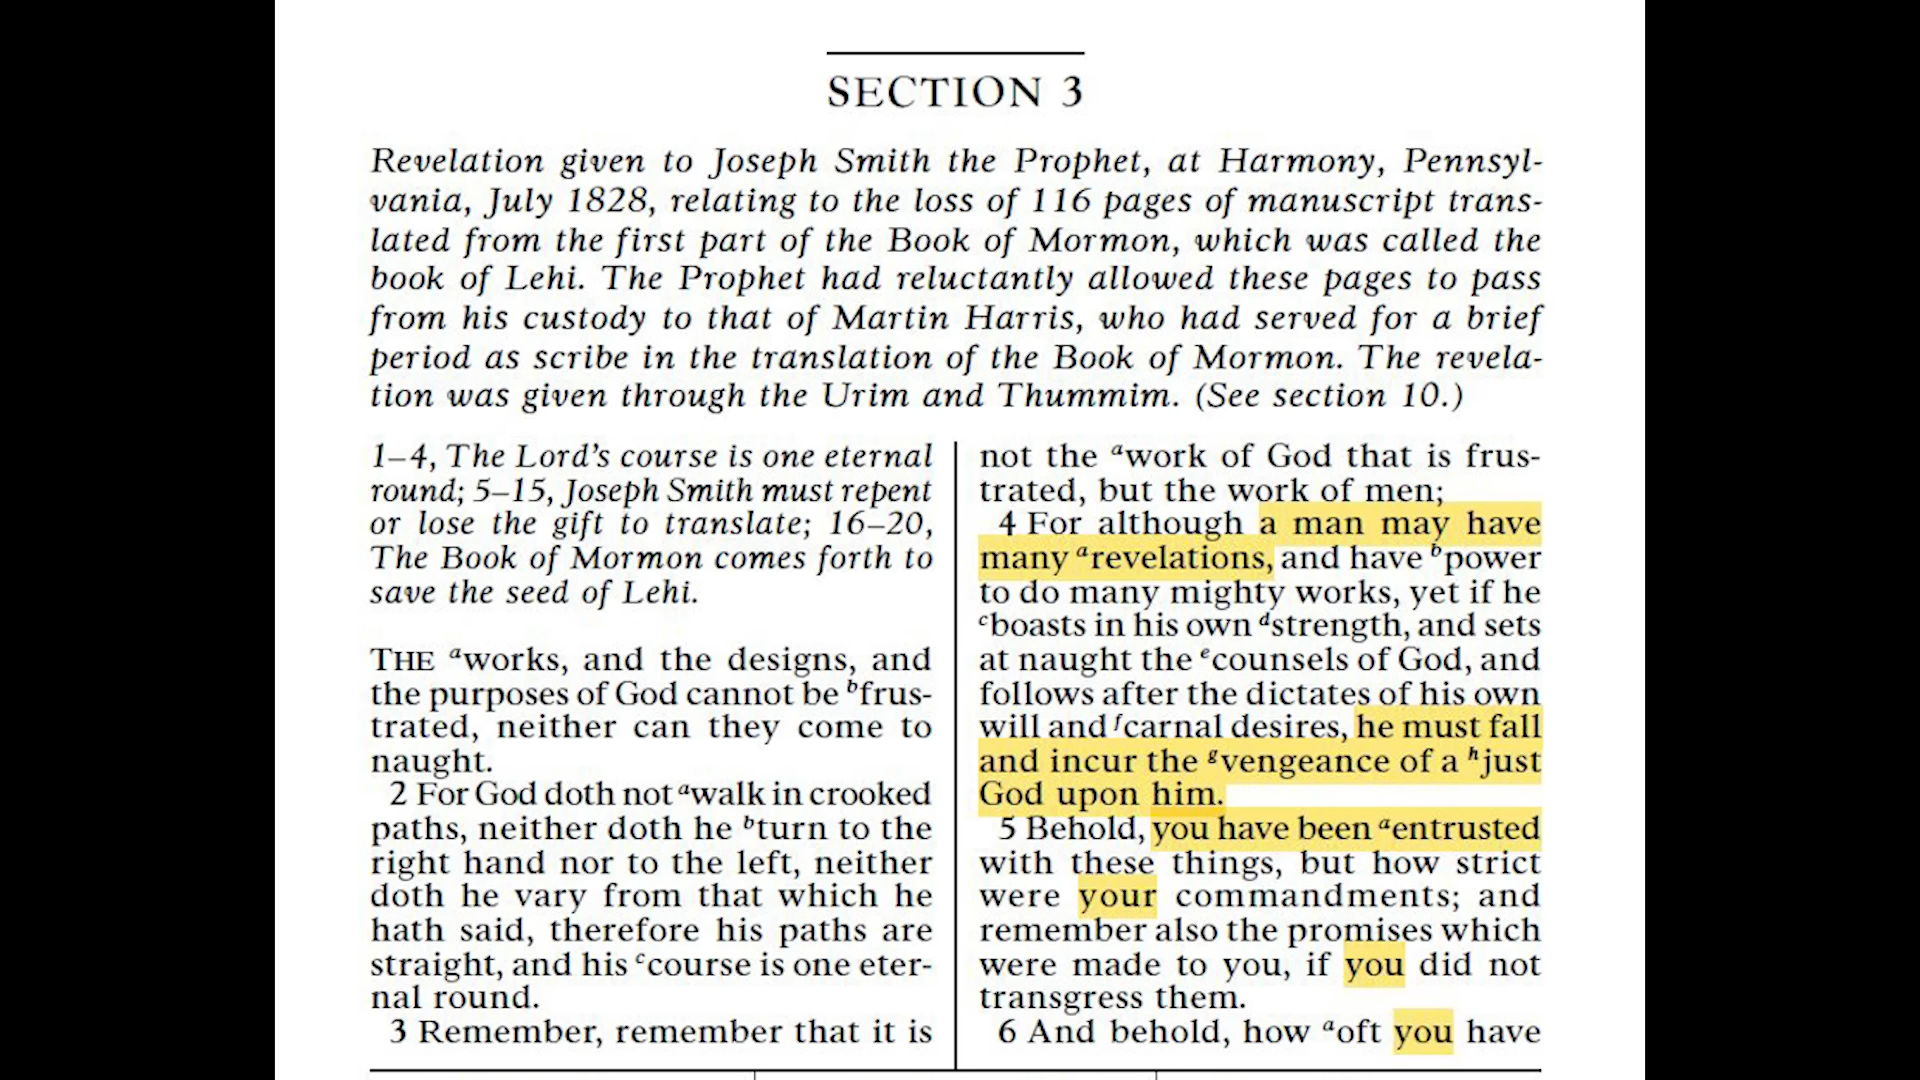 SECTION 3
Revelation given to Joseph Smith the Prophet, at Harmony, Pennsyl-
vania, July 1828, relating to the loss of 116 pages of manuscript trans-
lated from the first part of the Book of Mormon, which was called the
book of Lehi. The Prophet had reluctantly allowed these pages to pass
from his custody to that of Martin Harris, who had served for a brief
period as scribe in the translation of the Book of Mormon. The revela-
tion was given through the Urim and Thummim. (See section 10.)
1–4, The Lord's course is one eternal
round; 5–15, Joseph Smith must repent
or lose the gift to translate; 16–20,
The Book of Mormon comes forth to
save the seed of Lehi.
THE ᵃworks, and the designs, and
the purposes of God cannot be ᵇfrus-
trated, neither can they come to
naught.
2 For God doth not ᵃwalk in crooked
paths, neither doth he ᵇturn to the
right hand nor to the left, neither
doth he vary from that which he
hath said, therefore his paths are
straight, and his ᶜcourse is one eter-
nal round.
3 Remember, remember that it is
not the ᵃwork of God that is frus-
trated, but the work of men;
4 For although a man may have
many ᵃrevelations, and have ᵇpower
to do many mighty works, yet if he
ᶜboasts in his own ᵈstrength, and sets
at naught the ᵉcounsels of God, and
follows after the dictates of his own
will and ᶠcarnal desires, he must fall
and incur the ᵍvengeance of a ʰjust
God upon him.
5 Behold, you have been ᵃentrusted
with these things, but how strict
were your commandments; and
remember also the promises which
were made to you, if you did not
transgress them.
6 And behold, how ᵃoft you have